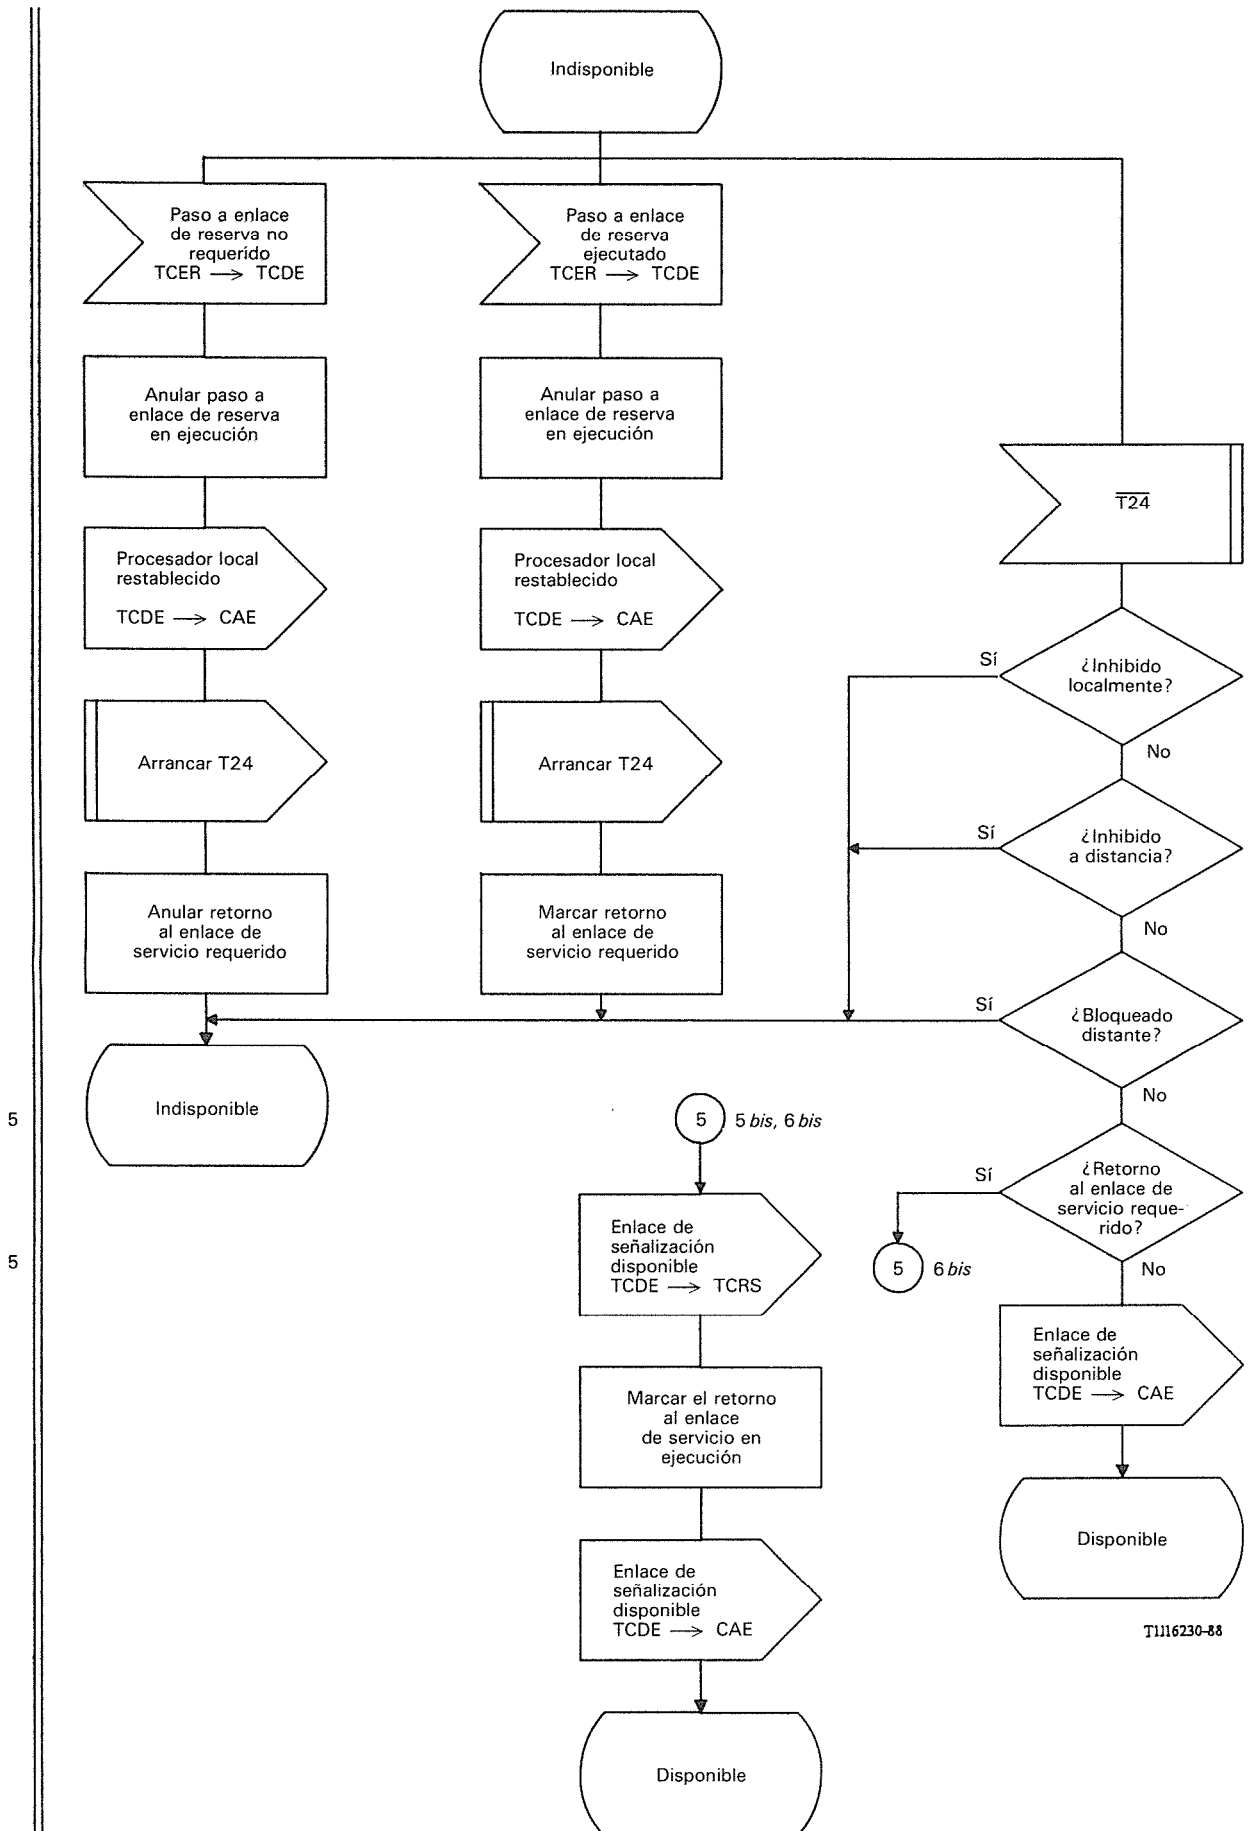 Indisponible
Paso a enlace
de reserva no
requerido
TCER → TCDE
Paso a enlace
de reserva
ejecutado
TCER → TCDE
Anular paso a
enlace de reserva
en ejecución
Anular paso a
enlace de reserva
en ejecución
T24
Procesador local
restablecido
TCDE → CAE
Procesador local
restablecido
TCDE → CAE
Sí
¿Inhibido
localmente?
No
Arrancar T24
Arrancar T24
Sí
¿Inhibido
a distancia?
No
Anular retorno
al enlace de
servicio requerido
Marcar retorno
al enlace de
servicio requerido
Sí
¿Bloqueado
distante?
No
Indisponible
5
5 5 bis, 6 bis
Sí
¿Retorno
al enlace de
servicio reque-
rido?
No
Enlace de
señalización
disponible
TCDE → TCRS
5
5 6 bis
Enlace de
señalización
disponible
TCDE → CAE
Marcar el retorno
al enlace
de servicio en
ejecución
Disponible
Enlace de
señalización
disponible
TCDE → CAE
T1116230-88
Disponible